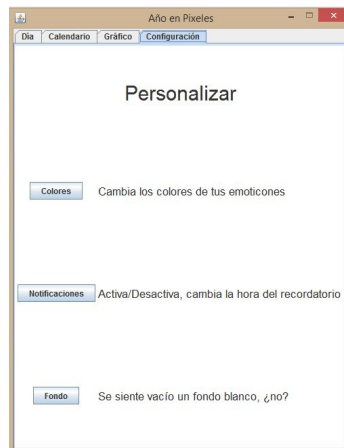 Año en Pixeles
Día Calendario Gráfico Configuración
Personalizar
Colores Cambia los colores de tus emoticones
Notificaciones Activa/Desactiva, cambia la hora del recordatorio
Fondo Se siente vacío un fondo blanco, ¿no?